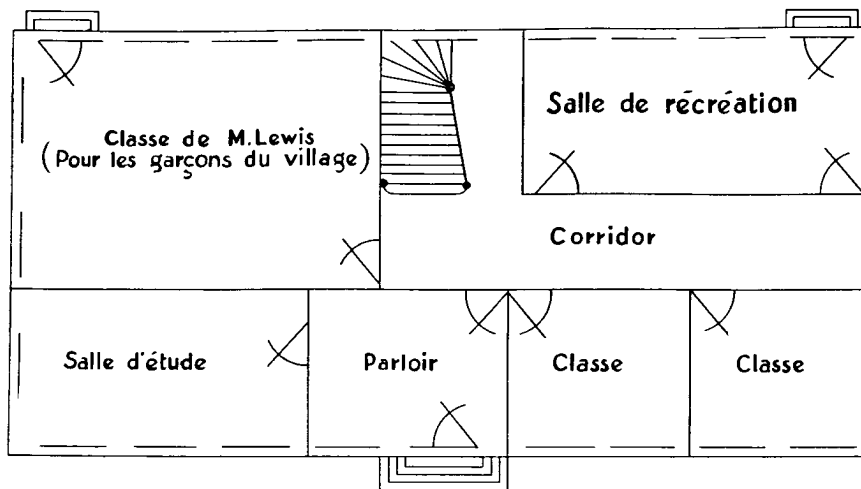 Classe de M.Lewis
(Pour les garçons du village)
Salle de récréation
Corridor
Salle d'étude
Parloir
Classe
Classe